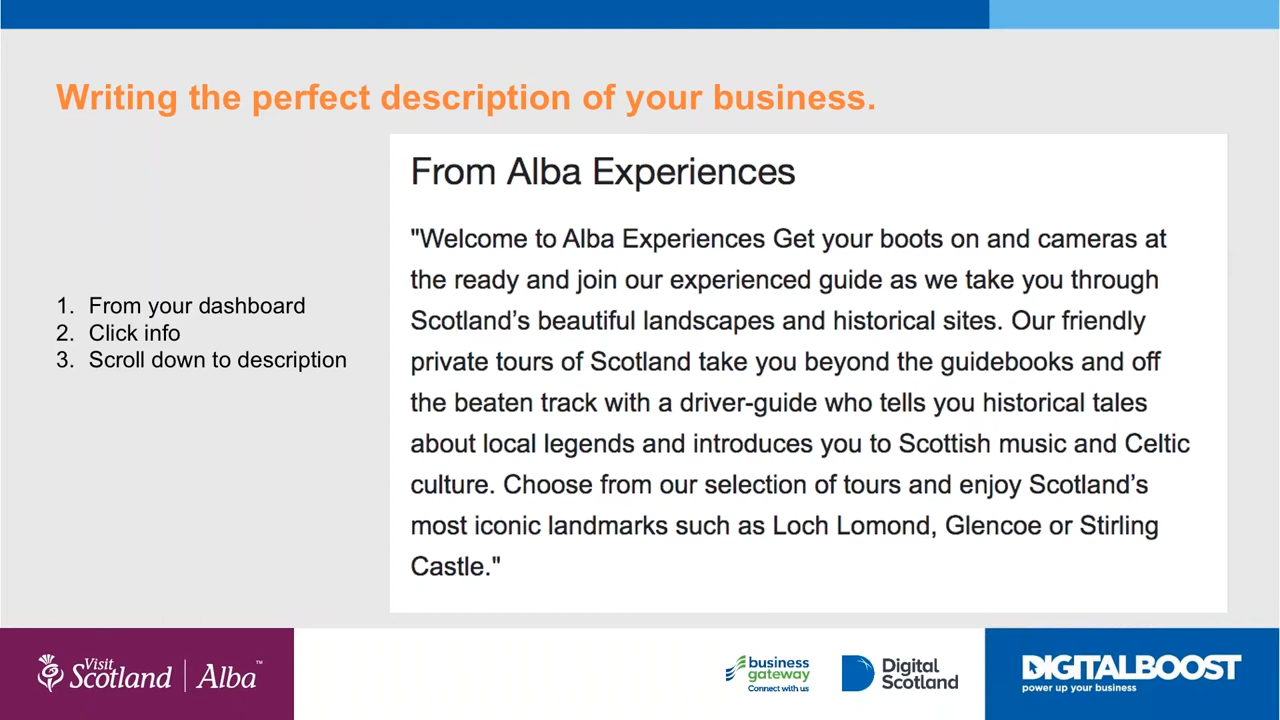 Writing the perfect description of your business.
1. From your dashboard
2. Click info
3. Scroll down to description
From Alba Experiences
"Welcome to Alba Experiences Get your boots on and cameras at
the ready and join our experienced guide as we take you through
Scotland’s beautiful landscapes and historical sites. Our friendly
private tours of Scotland take you beyond the guidebooks and off
the beaten track with a driver-guide who tells you historical tales
about local legends and introduces you to Scottish music and Celtic
culture. Choose from our selection of tours and enjoy Scotland’s
most iconic landmarks such as Loch Lomond, Glencoe or Stirling
Castle."
Visit
Scotland | Alba™
business
gateway
Connect with us
Digital
Scotland
DIGITALBOOST
power up your business